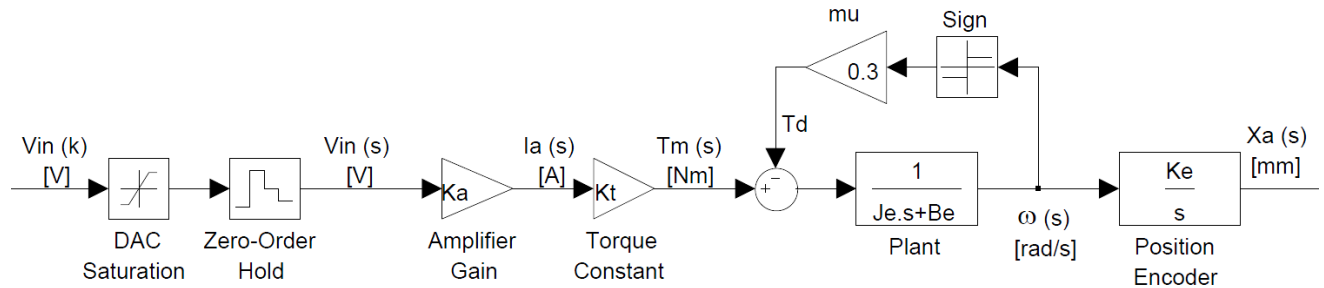 mu
Sign
0.3
Td
Vin (k)
[V]
DAC
Saturation
Zero-Order
Hold
Vin (s)
[V]
Ka
Amplifier
Gain
Ia (s)
[A]
Kt
Torque
Constant
Tm (s)
[Nm]
+
−
1
Je.s+Be
Plant
ω (s)
[rad/s]
Ke
s
Position
Encoder
Xa (s)
[mm]